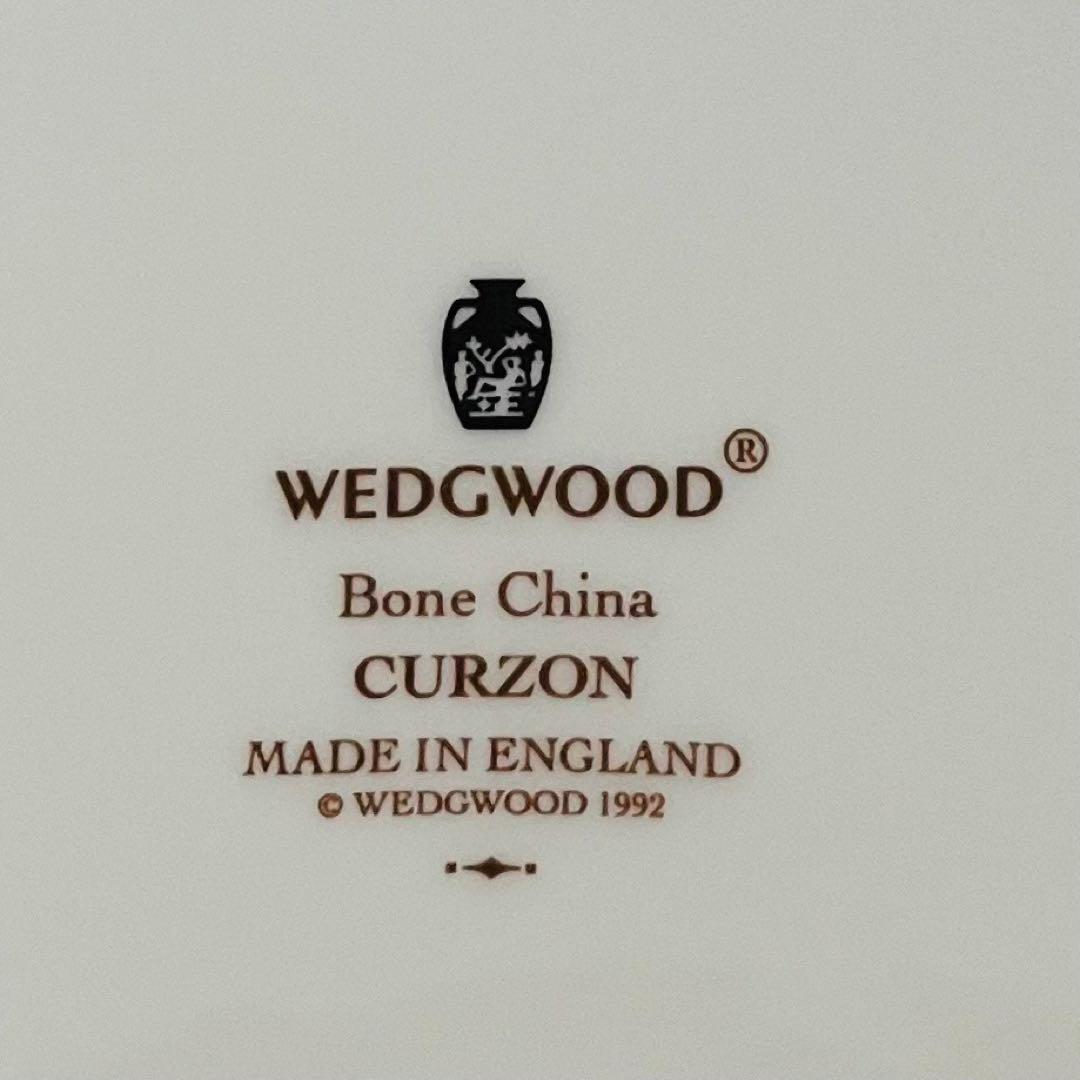 WEDGWOOD®
Bone China
CURZON
MADE IN ENGLAND
© WEDGWOOD 1992